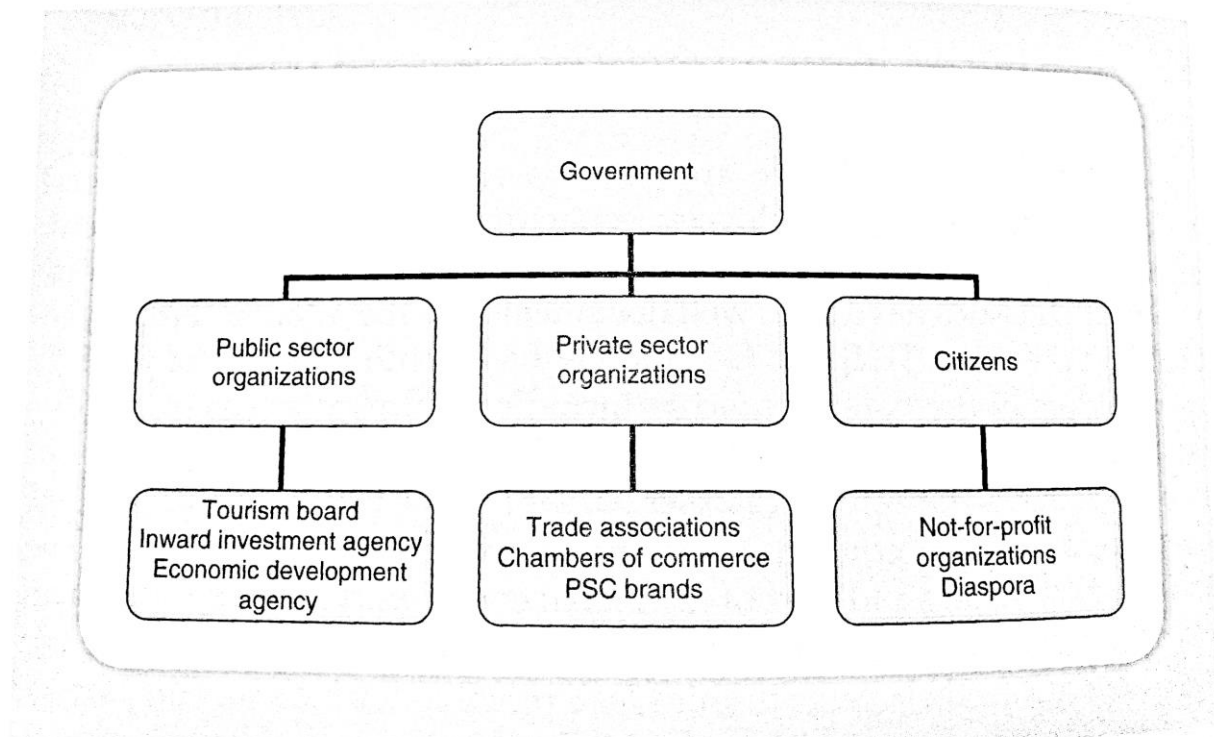 Government
Public sector
organizations
Private sector
organizations
Citizens
Tourism board
Inward investment agency
Economic development
agency
Trade associations
Chambers of commerce
PSC brands
Not-for-profit
organizations
Diaspora